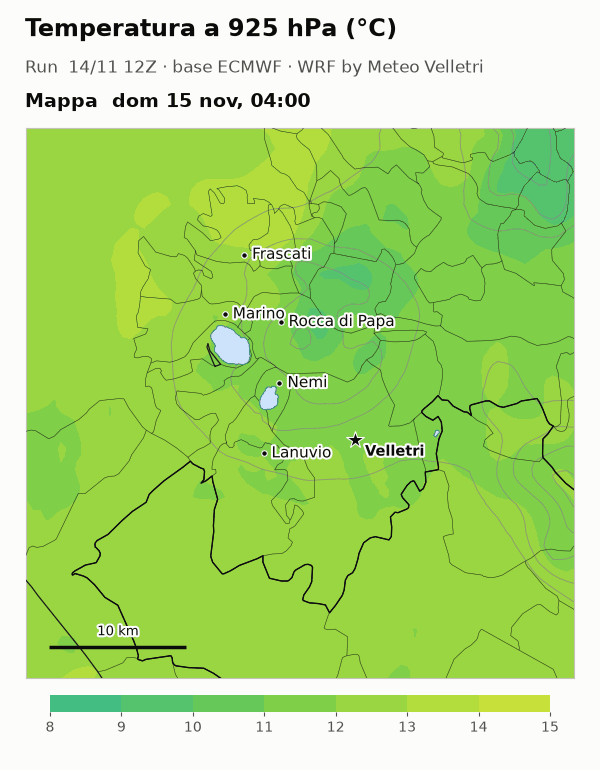 Temperatura a 925 hPa (°C)
Run  14/11 12Z · base ECMWF · WRF by Meteo Velletri
Mappa  dom 15 nov, 04:00
Frascati
Marino
Rocca di Papa
Nemi
Velletri
Lanuvio
10 km
8 9 10 11 12 13 14 15